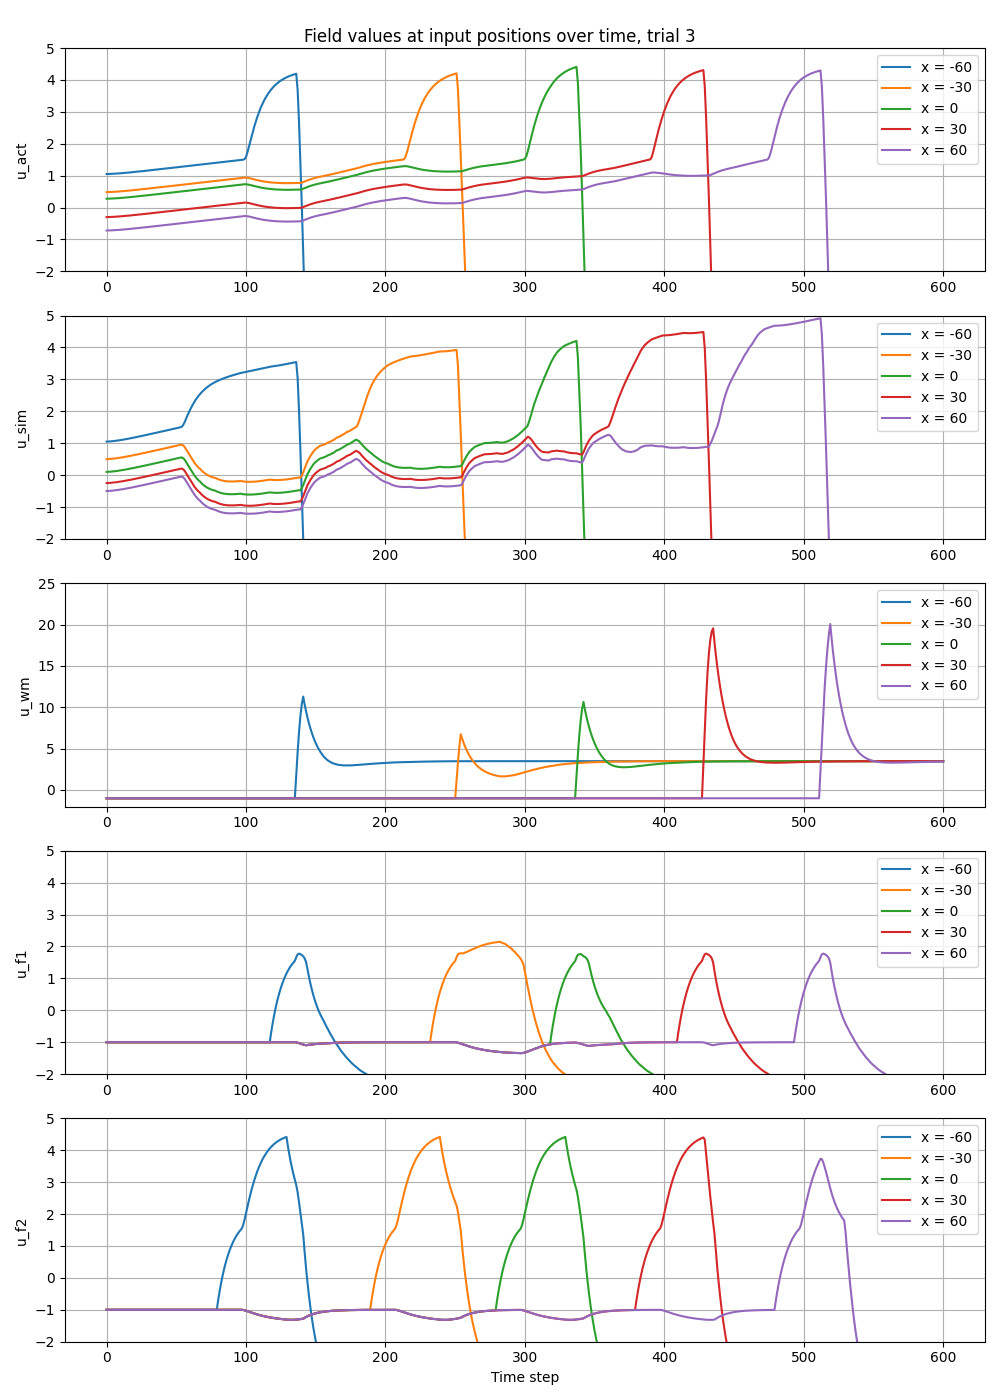 Field values at input positions over time, trial 3
u_act
5
4
3
2
1
0
−1
−2
0 100 200 300 400 500 600
x = -60
x = -30
x = 0
x = 30
x = 60
u_sim
5
4
3
2
1
0
−1
−2
0 100 200 300 400 500 600
x = -60
x = -30
x = 0
x = 30
x = 60
u_wm
25
20
15
10
5
0
0 100 200 300 400 500 600
x = -60
x = -30
x = 0
x = 30
x = 60
u_f1
5
4
3
2
1
0
−1
−2
0 100 200 300 400 500 600
x = -60
x = -30
x = 0
x = 30
x = 60
u_f2
5
4
3
2
1
0
−1
−2
0 100 200 300 400 500 600
x = -60
x = -30
x = 0
x = 30
x = 60
Time step